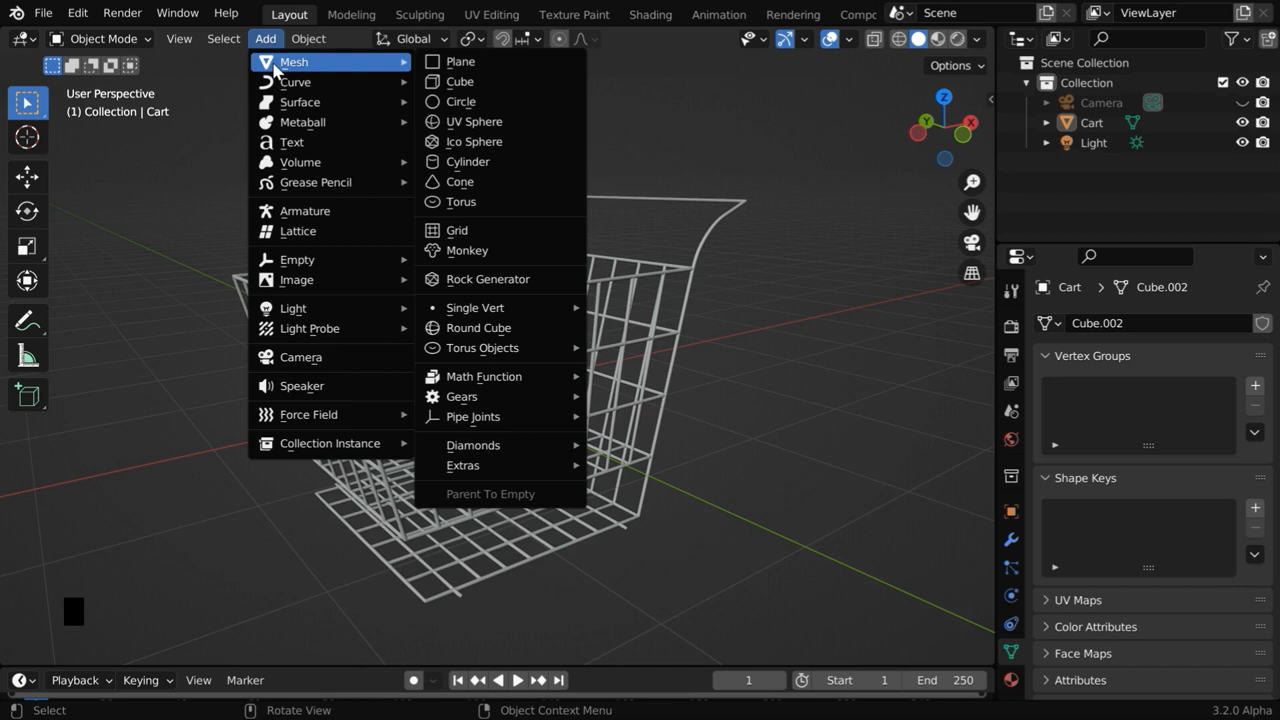 File Edit Render Window Help Layout Modeling Sculpting UV Editing Texture Paint Shading Animation Rendering Compc Scene ViewLayer
Object Mode View Select Add Object Global
Options
User Perspective
(1) Collection | Cart
Mesh
Curve
Surface
Metaball
Text
Volume
Grease Pencil
Armature
Lattice
Empty
Image
Light
Light Probe
Camera
Speaker
Force Field
Collection Instance
Plane
Cube
Circle
UV Sphere
Ico Sphere
Cylinder
Cone
Torus
Grid
Monkey
Rock Generator
Single Vert
Round Cube
Torus Objects
Math Function
Gears
Pipe Joints
Diamonds
Extras
Parent To Empty
Z
Y
X
Scene Collection
Collection
Camera
Cart
Light
Cart > Cube.002
Cube.002
Vertex Groups
Shape Keys
UV Maps
Color Attributes
Face Maps
Attributes
Playback Keying View Marker 1 Start 1 End 250
Select Rotate View Object Context Menu 3.2.0 Alpha